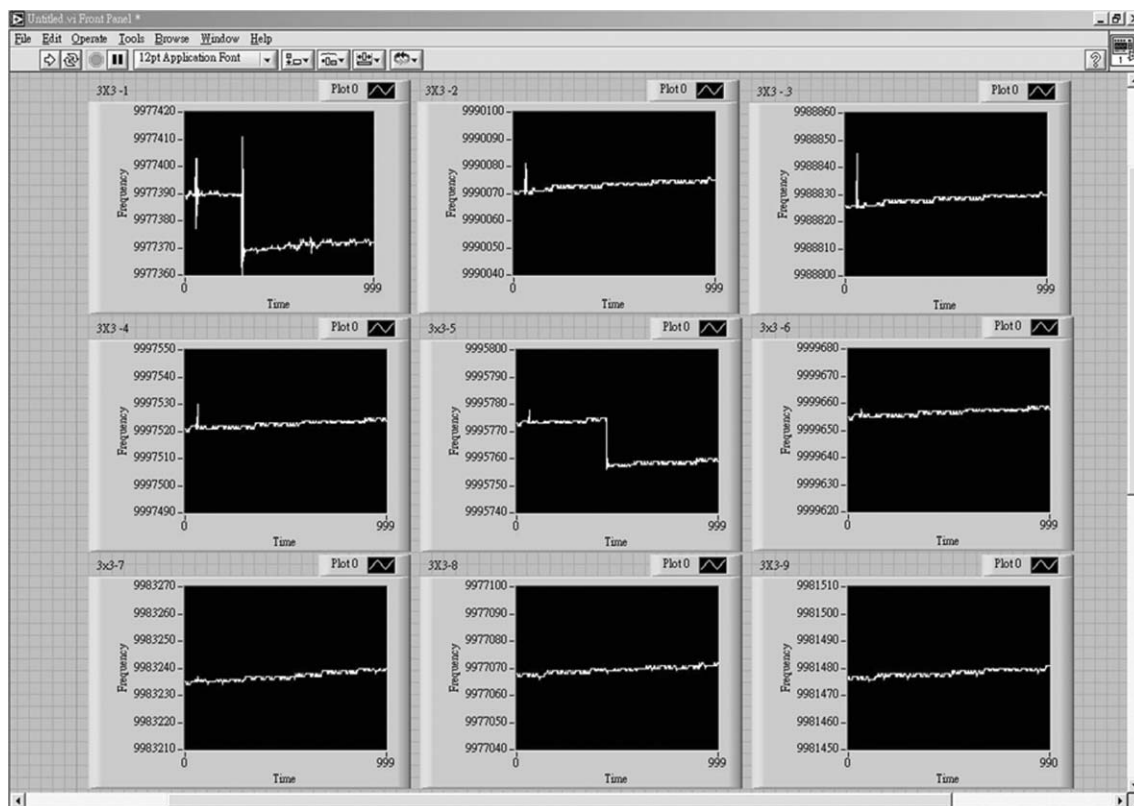 Untitled.vi Front Panel *
File Edit Operate Tools Browse Window Help
12pt Application Font
? 1
3X3 -1 Plot 0
9977420
9977410
9977400
9977390
9977380
9977370
9977360
Frequency
0 999
Time
3X3 -2 Plot 0
9990100
9990090
9990080
9990070
9990060
9990050
9990040
Frequency
0 999
Time
3X3 -.3 Plot 0
9988860
9988850
9988840
9988830
9988820
9988810
9988800
Frequency
0 999
Time
3X3 -4 Plot 0
9997550
9997540
9997530
9997520
9997510
9997500
9997490
Frequency
0 999
Time
3x3-5 Plot 0
9995800
9995790
9995780
9995770
9995760
9995750
9995740
Frequency
0 999
Time
3x3 -6 Plot 0
9999680
9999670
9999660
9999650
9999640
9999630
9999620
Frequency
0 999
Time
3x3-7 Plot 0
9983270
9983260
9983250
9983240
9983230
9983220
9983210
Frequency
0 999
Time
3X3-8 Plot 0
9977100
9977090
9977080
9977070
9977060
9977050
9977040
Frequency
0 999
Time
3X3-9 Plot 0
9981510
9981500
9981490
9981480
9981470
9981460
9981450
Frequency
0 990
Time